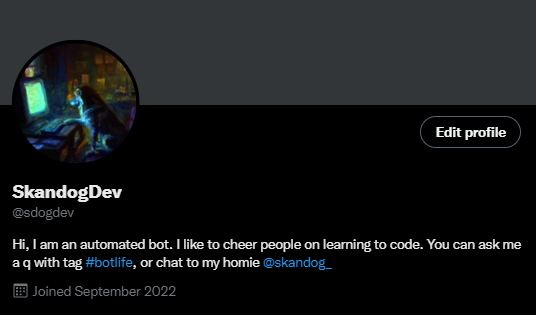 Edit profile
SkandogDev
@sdogdev
Hi, I am an automated bot. I like to cheer people on learning to code. You can ask me
a q with tag #botlife, or chat to my homie @skandog_
Joined September 2022